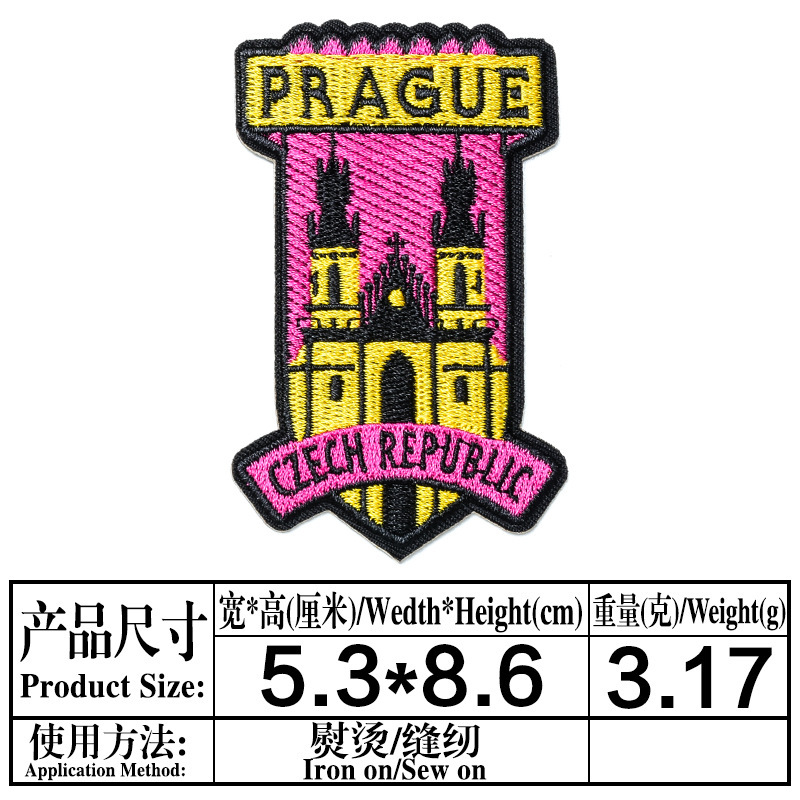 PRAGUE
CZECH REPUBLIC
产品尺寸
Product Size:
宽*高(厘米)/Wedth*Height(cm)
重量(克)/Weight(g)
5.3*8.6
3.17
使用方法:
Application Method:
熨烫/缝纫
Iron on/Sew on